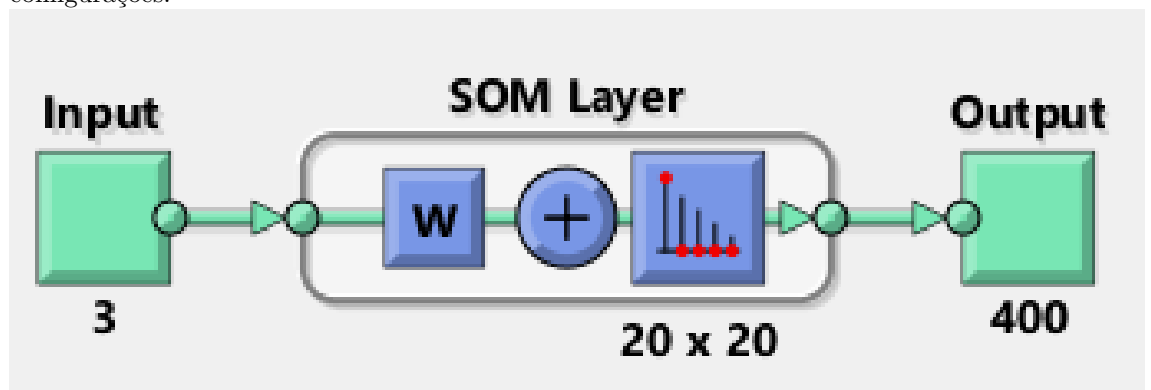 configurações.
SOM Layer
Input
Output
W
+
3
400
20 x 20